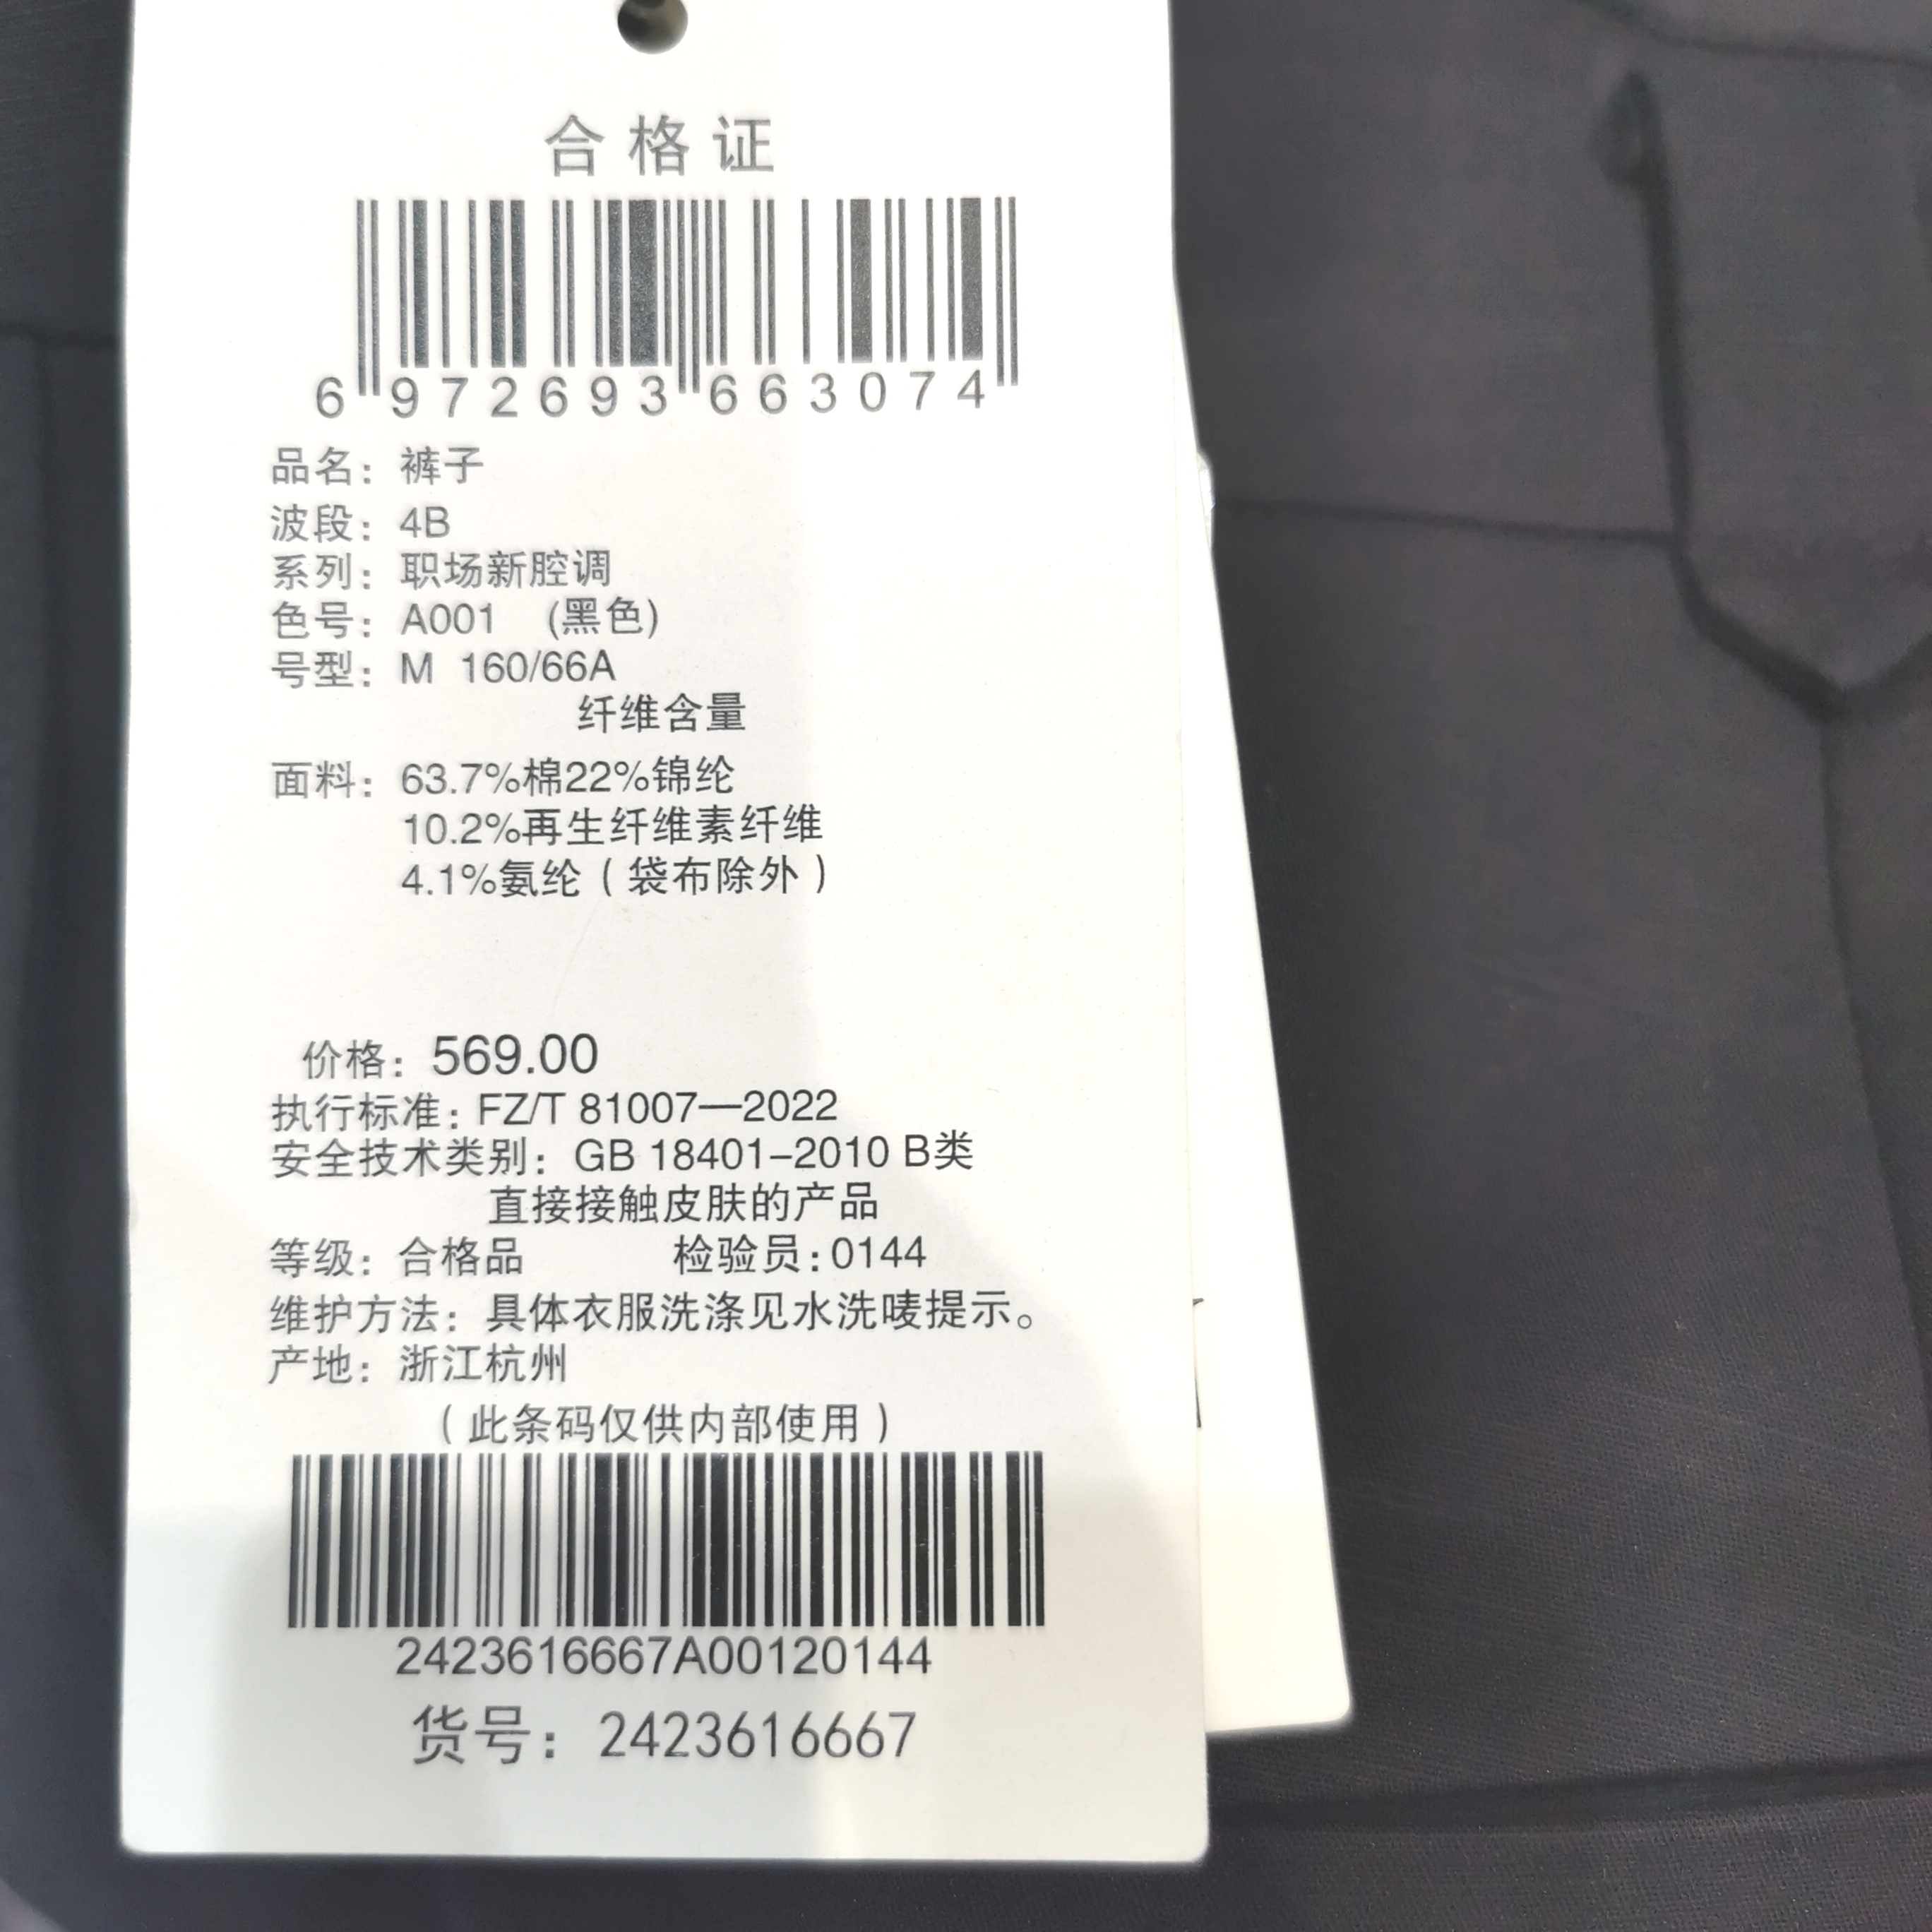 合格证
6 972693 663074
品名：裤子
波段：4B
系列：职场新腔调
色号：A001 (黑色)
号型：M 160/66A
纤维含量
面料：63.7%棉22%锦纶
10.2%再生纤维素纤维
4.1%氨纶（袋布除外）
价格：569.00
执行标准：FZ/T 81007—2022
安全技术类别：GB 18401-2010 B类
直接接触皮肤的产品
等级：合格品 检验员：0144
维护方法：具体衣服洗涤见水洗唛提示。
产地：浙江杭州
（此条码仅供内部使用）
2423616667A00120144
货号：2423616667